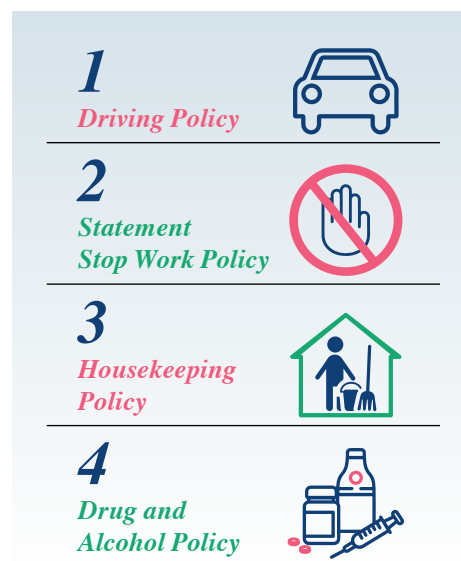 1
Driving Policy
2
Statement
Stop Work Policy
3
Housekeeping
Policy
4
Drug and
Alcohol Policy